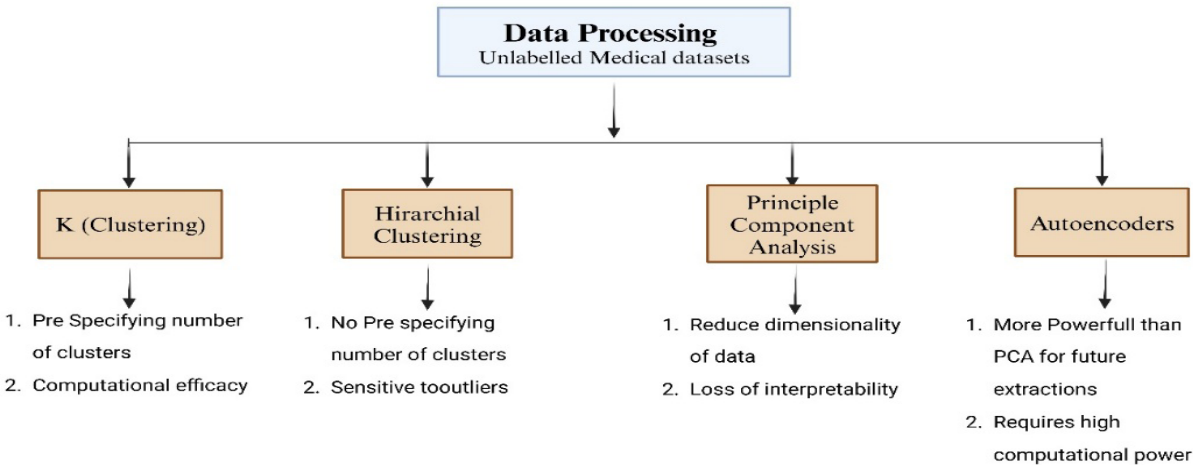 Data Processing
Unlabelled Medical datasets
K (Clustering)
Hirarchial
Clustering
Principle
Component
Analysis
Autoencoders
1. Pre Specifying number
of clusters
2. Computational efficacy
1. No Pre specifying
number of clusters
2. Sensitive tooutliers
1. Reduce dimensionality
of data
2. Loss of interpretability
1. More Powerfull than
PCA for future
extractions
2. Requires high
computational power